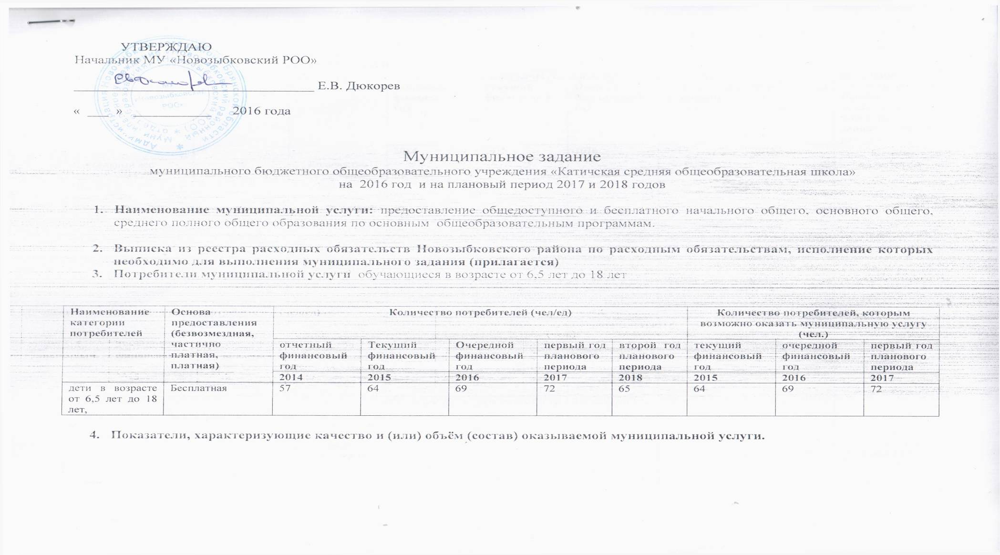 УТВЕРЖДАЮ
Начальник МУ «Новозыбковский РОО»
Е.В. Дюкорев
« ___ » ____________ 2016 года
Муниципальное задание
муниципального бюджетного общеобразовательного учреждения «Катичская средняя общеобразовательная школа»
на 2016 год и на плановый период 2017 и 2018 годов
1. Наименование муниципальной услуги: предоставление общедоступного и бесплатного начального общего, основного общего,
среднего полного общего образования по основным общеобразовательным программам.
2. Выписка из реестра расходных обязательств Новозыбковского района по расходным обязательствам, исполнение которых
необходимо для выполнения муниципального задания (прилагается)
3. Потребители муниципальной услуги обучающиеся в возрасте от 6,5 лет до 18 лет
Наименование категории потребителей
Основа предоставления (безвозмездная, частично платная, платная)
Количество потребителей (чел/ед)
Количество потребителей, которым возможно оказать муниципальную услугу (чел.)
отчетный финансовый год
Текущий финансовый год
Очередной финансовый год
первый год планового периода
второй год планового периода
текущий финансовый год
очередной финансовый год
первый год планового периода
2014 2015 2016 2017 2018 2015 2016 2017
дети в возрасте от 6,5 лет до 18 лет,
Бесплатная 57 64 69 72 65 64 69 72
4. Показатели, характеризующие качество и (или) объём (состав) оказываемой муниципальной услуги.